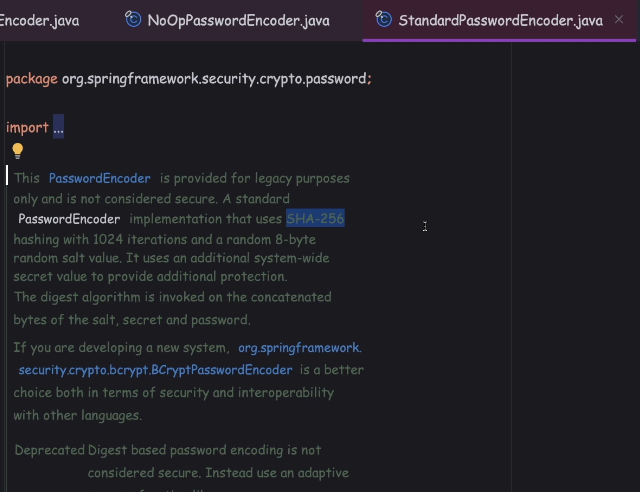 Encoder.java NoOpPasswordEncoder.java StandardPasswordEncoder.java
package org.springframework.security.crypto.password;
import ...
This PasswordEncoder is provided for legacy purposes
only and is not considered secure. A standard
PasswordEncoder implementation that uses SHA-256
hashing with 1024 iterations and a random 8-byte
random salt value. It uses an additional system-wide
secret value to provide additional protection.
The digest algorithm is invoked on the concatenated
bytes of the salt, secret and password.
If you are developing a new system, org.springframework.
security.crypto.bcrypt.BCryptPasswordEncoder is a better
choice both in terms of security and interoperability
with other languages.
Deprecated Digest based password encoding is not
considered secure. Instead use an adaptive